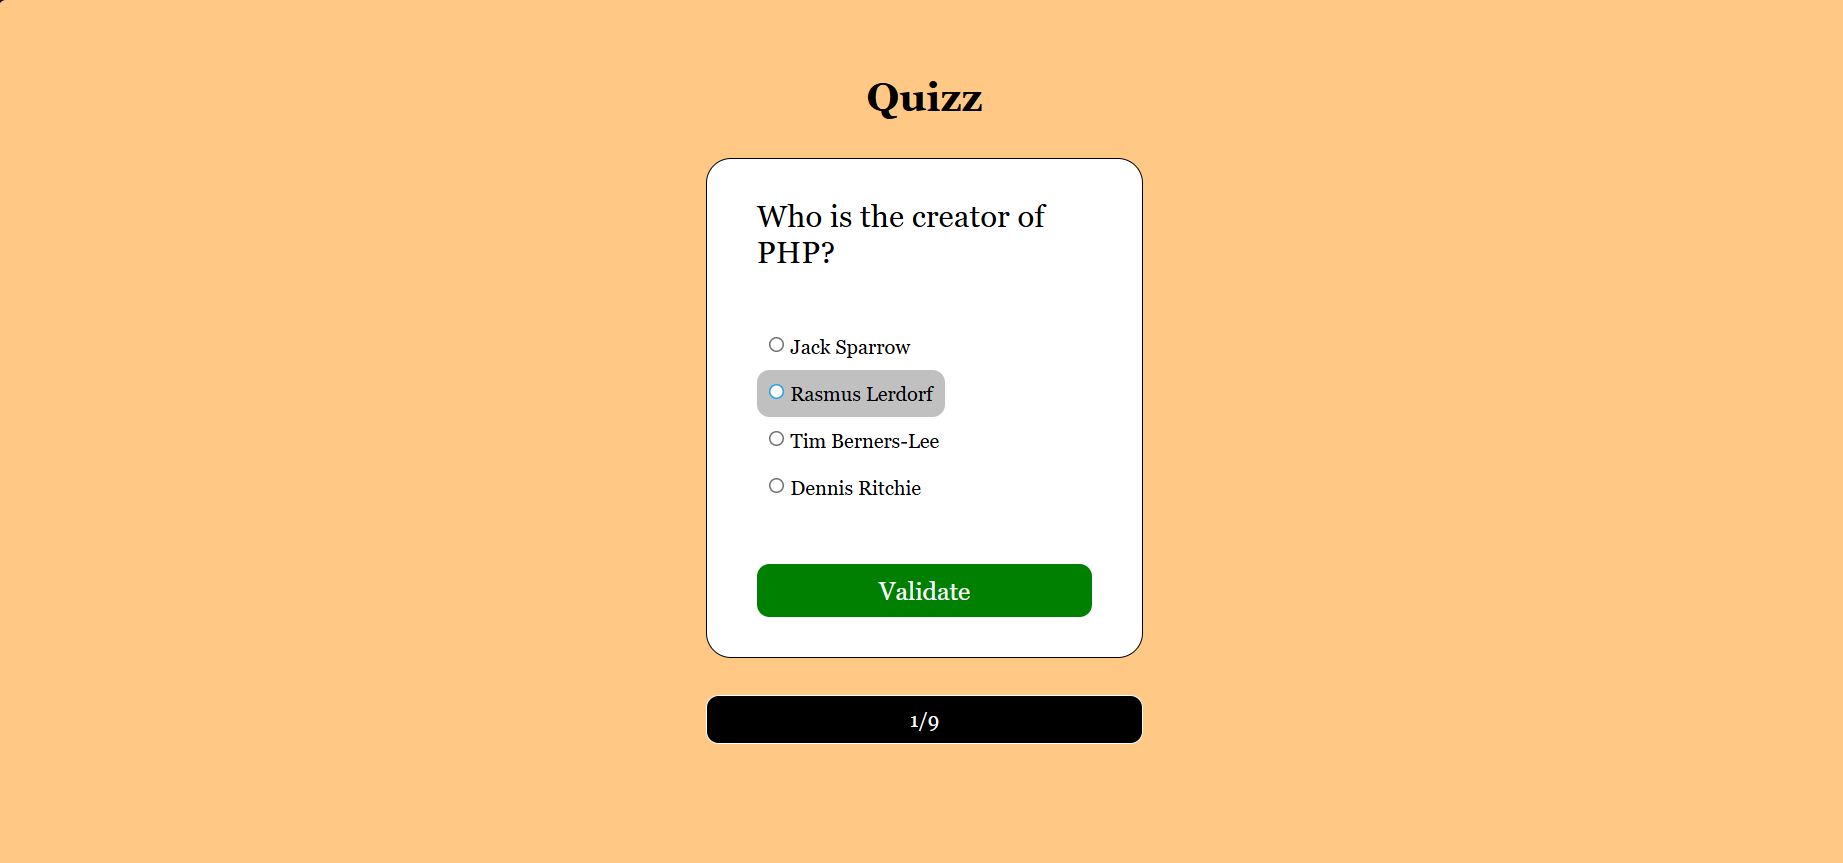 Quizz
Who is the creator of
PHP?
Jack Sparrow
Rasmus Lerdorf
Tim Berners-Lee
Dennis Ritchie
Validate
1/9